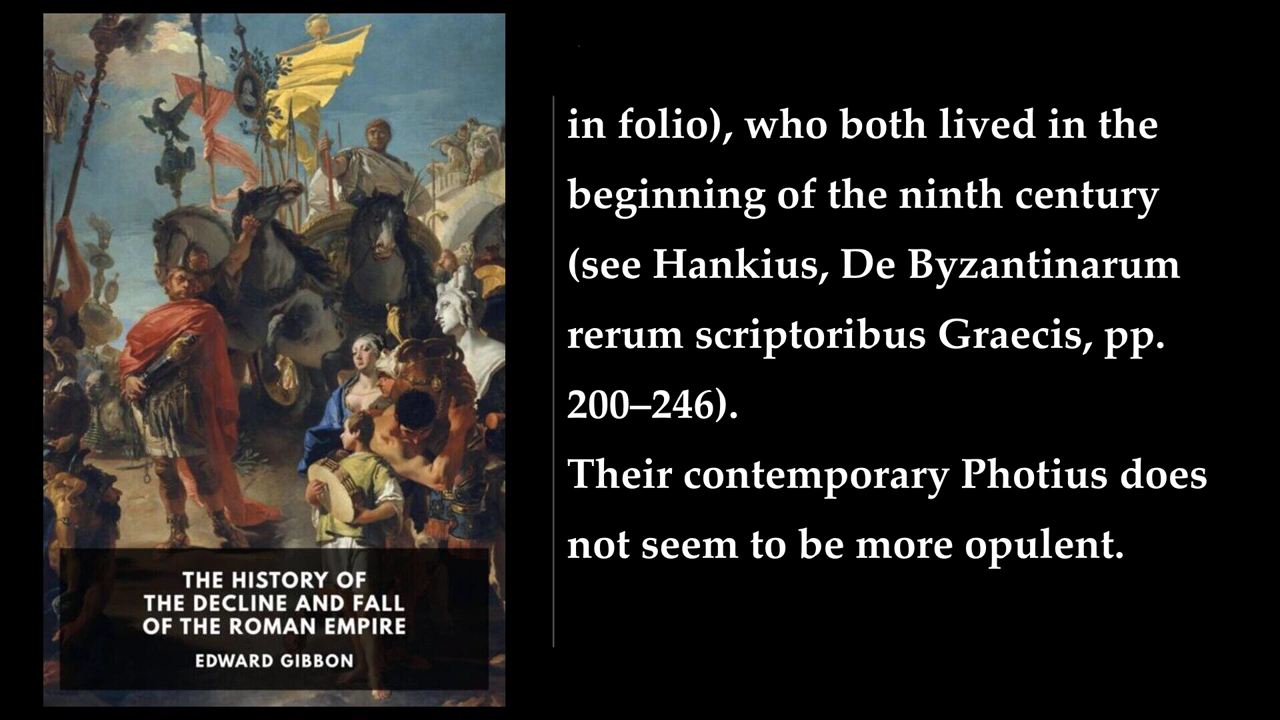 THE HISTORY OF
THE DECLINE AND FALL
OF THE ROMAN EMPIRE
EDWARD GIBBON
in folio), who both lived in the
beginning of the ninth century
(see Hankius, De Byzantinarum
rerum scriptoribus Graecis, pp.
200–246).
Their contemporary Photius does
not seem to be more opulent.